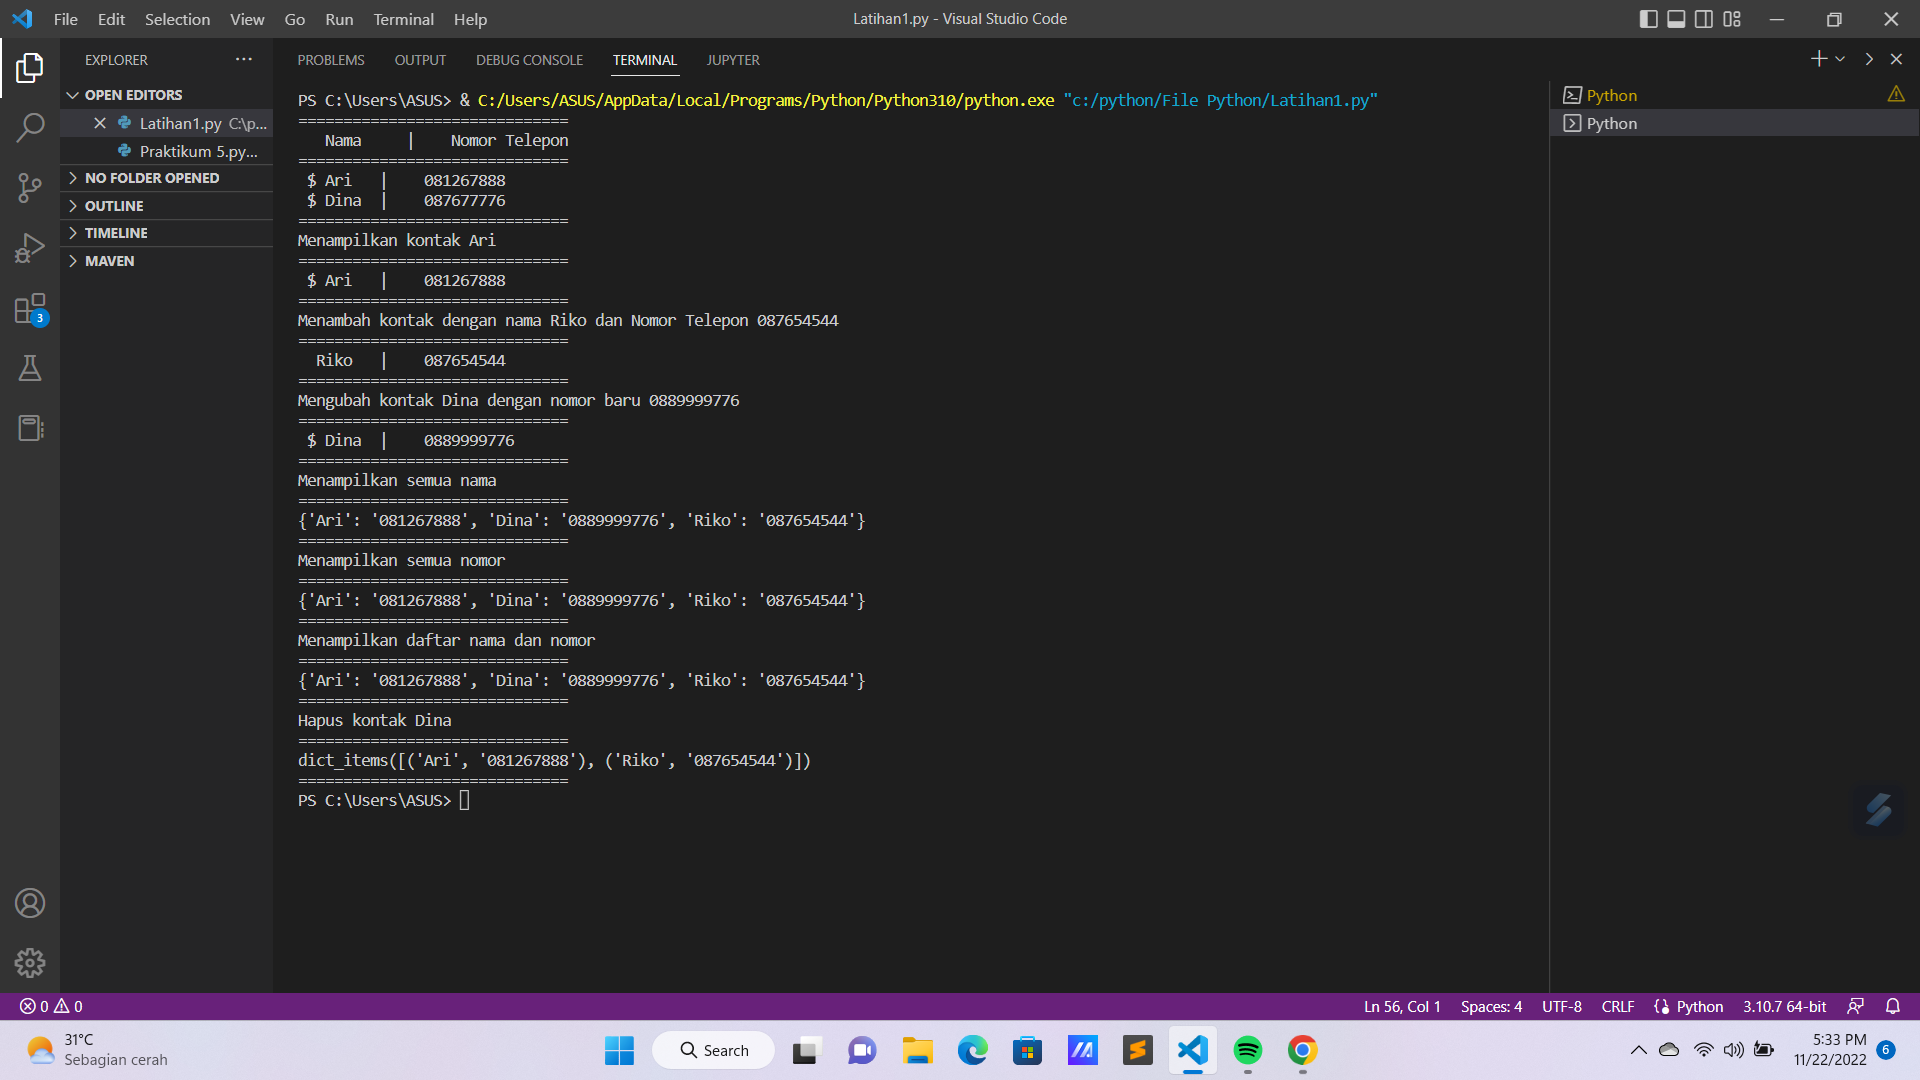 File Edit Selection View Go Run Terminal Help
Latihan1.py - Visual Studio Code
EXPLORER
OPEN EDITORS
Latihan1.py C:\p...
Praktikum 5.py...
NO FOLDER OPENED
OUTLINE
TIMELINE
MAVEN
3
PROBLEMS OUTPUT DEBUG CONSOLE TERMINAL JUPYTER
PS C:\Users\ASUS> & C:/Users/ASUS/AppData/Local/Programs/Python/Python310/python.exe "c:/python/File Python/Latihan1.py"
==============================
Nama | Nomor Telepon
==============================
$ Ari | 081267888
$ Dina | 087677776
==============================
Menampilkan kontak Ari
==============================
$ Ari | 081267888
==============================
Menambah kontak dengan nama Riko dan Nomor Telepon 087654544
==============================
Riko | 087654544
==============================
Mengubah kontak Dina dengan nomor baru 0889999776
==============================
$ Dina | 0889999776
==============================
Menampilkan semua nama
==============================
{'Ari': '081267888', 'Dina': '0889999776', 'Riko': '087654544'}
==============================
Menampilkan semua nomor
==============================
{'Ari': '081267888', 'Dina': '0889999776', 'Riko': '087654544'}
==============================
Menampilkan daftar nama dan nomor
==============================
{'Ari': '081267888', 'Dina': '0889999776', 'Riko': '087654544'}
==============================
Hapus kontak Dina
==============================
dict_items([('Ari', '081267888'), ('Riko', '087654544')])
==============================
PS C:\Users\ASUS>
Python
Python
0 0
Ln 56, Col 1 Spaces: 4 UTF-8 CRLF Python 3.10.7 64-bit
31°C
Sebagian cerah
Search
5:33 PM
11/22/2022
6